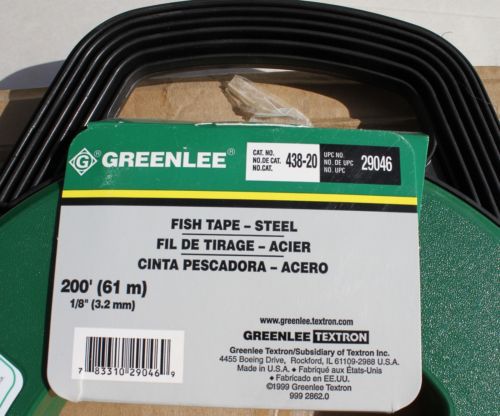 G GREENLEE®
CAT. NO.
NO. DE CAT.
NO. CAT.
438-20
UPC NO.
NO. DE UPC
NO. UPC
29046
FISH TAPE – STEEL
FIL DE TIRAGE – ACIER
CINTA PESCADORA – ACERO
200' (61 m)
1/8" (3.2 mm)
7 83310 29046 9
www.greenlee.textron.com
GREENLEE TEXTRON
Greenlee Textron/Subsidiary of Textron Inc.
4455 Boeing Drive, Rockford, IL 61109-2988 U.S.A.
Made in U.S.A. • Fabriqué aux États-Unis
• Fabricado en EE.UU.
©1999 Greenlee Textron
999 2862.0